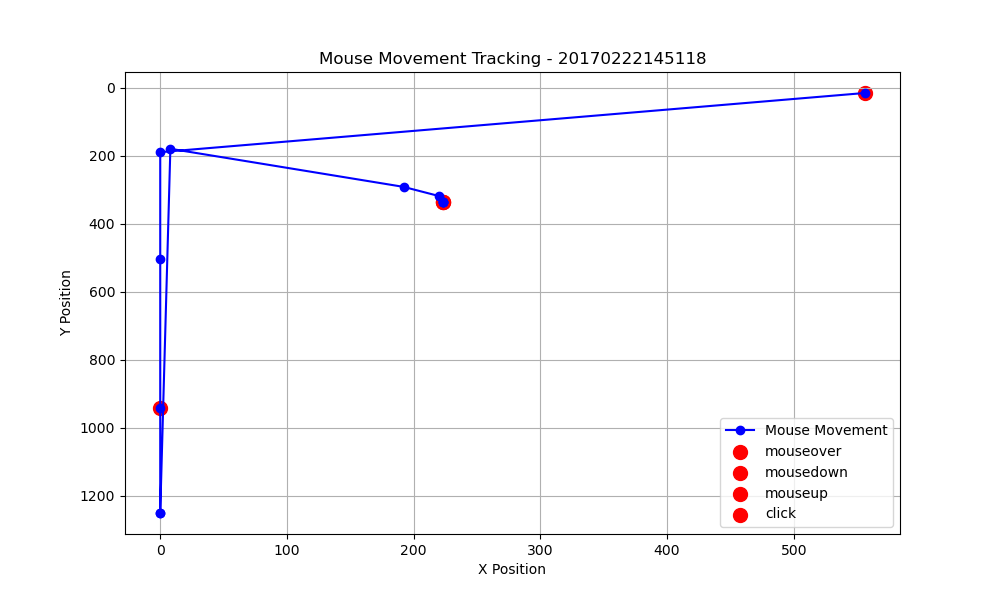 Mouse Movement Tracking - 20170222145118
0
200
400
600
800
1000
1200
Y Position
0 100 200 300 400 500
X Position
Mouse Movement
mouseover
mousedown
mouseup
click